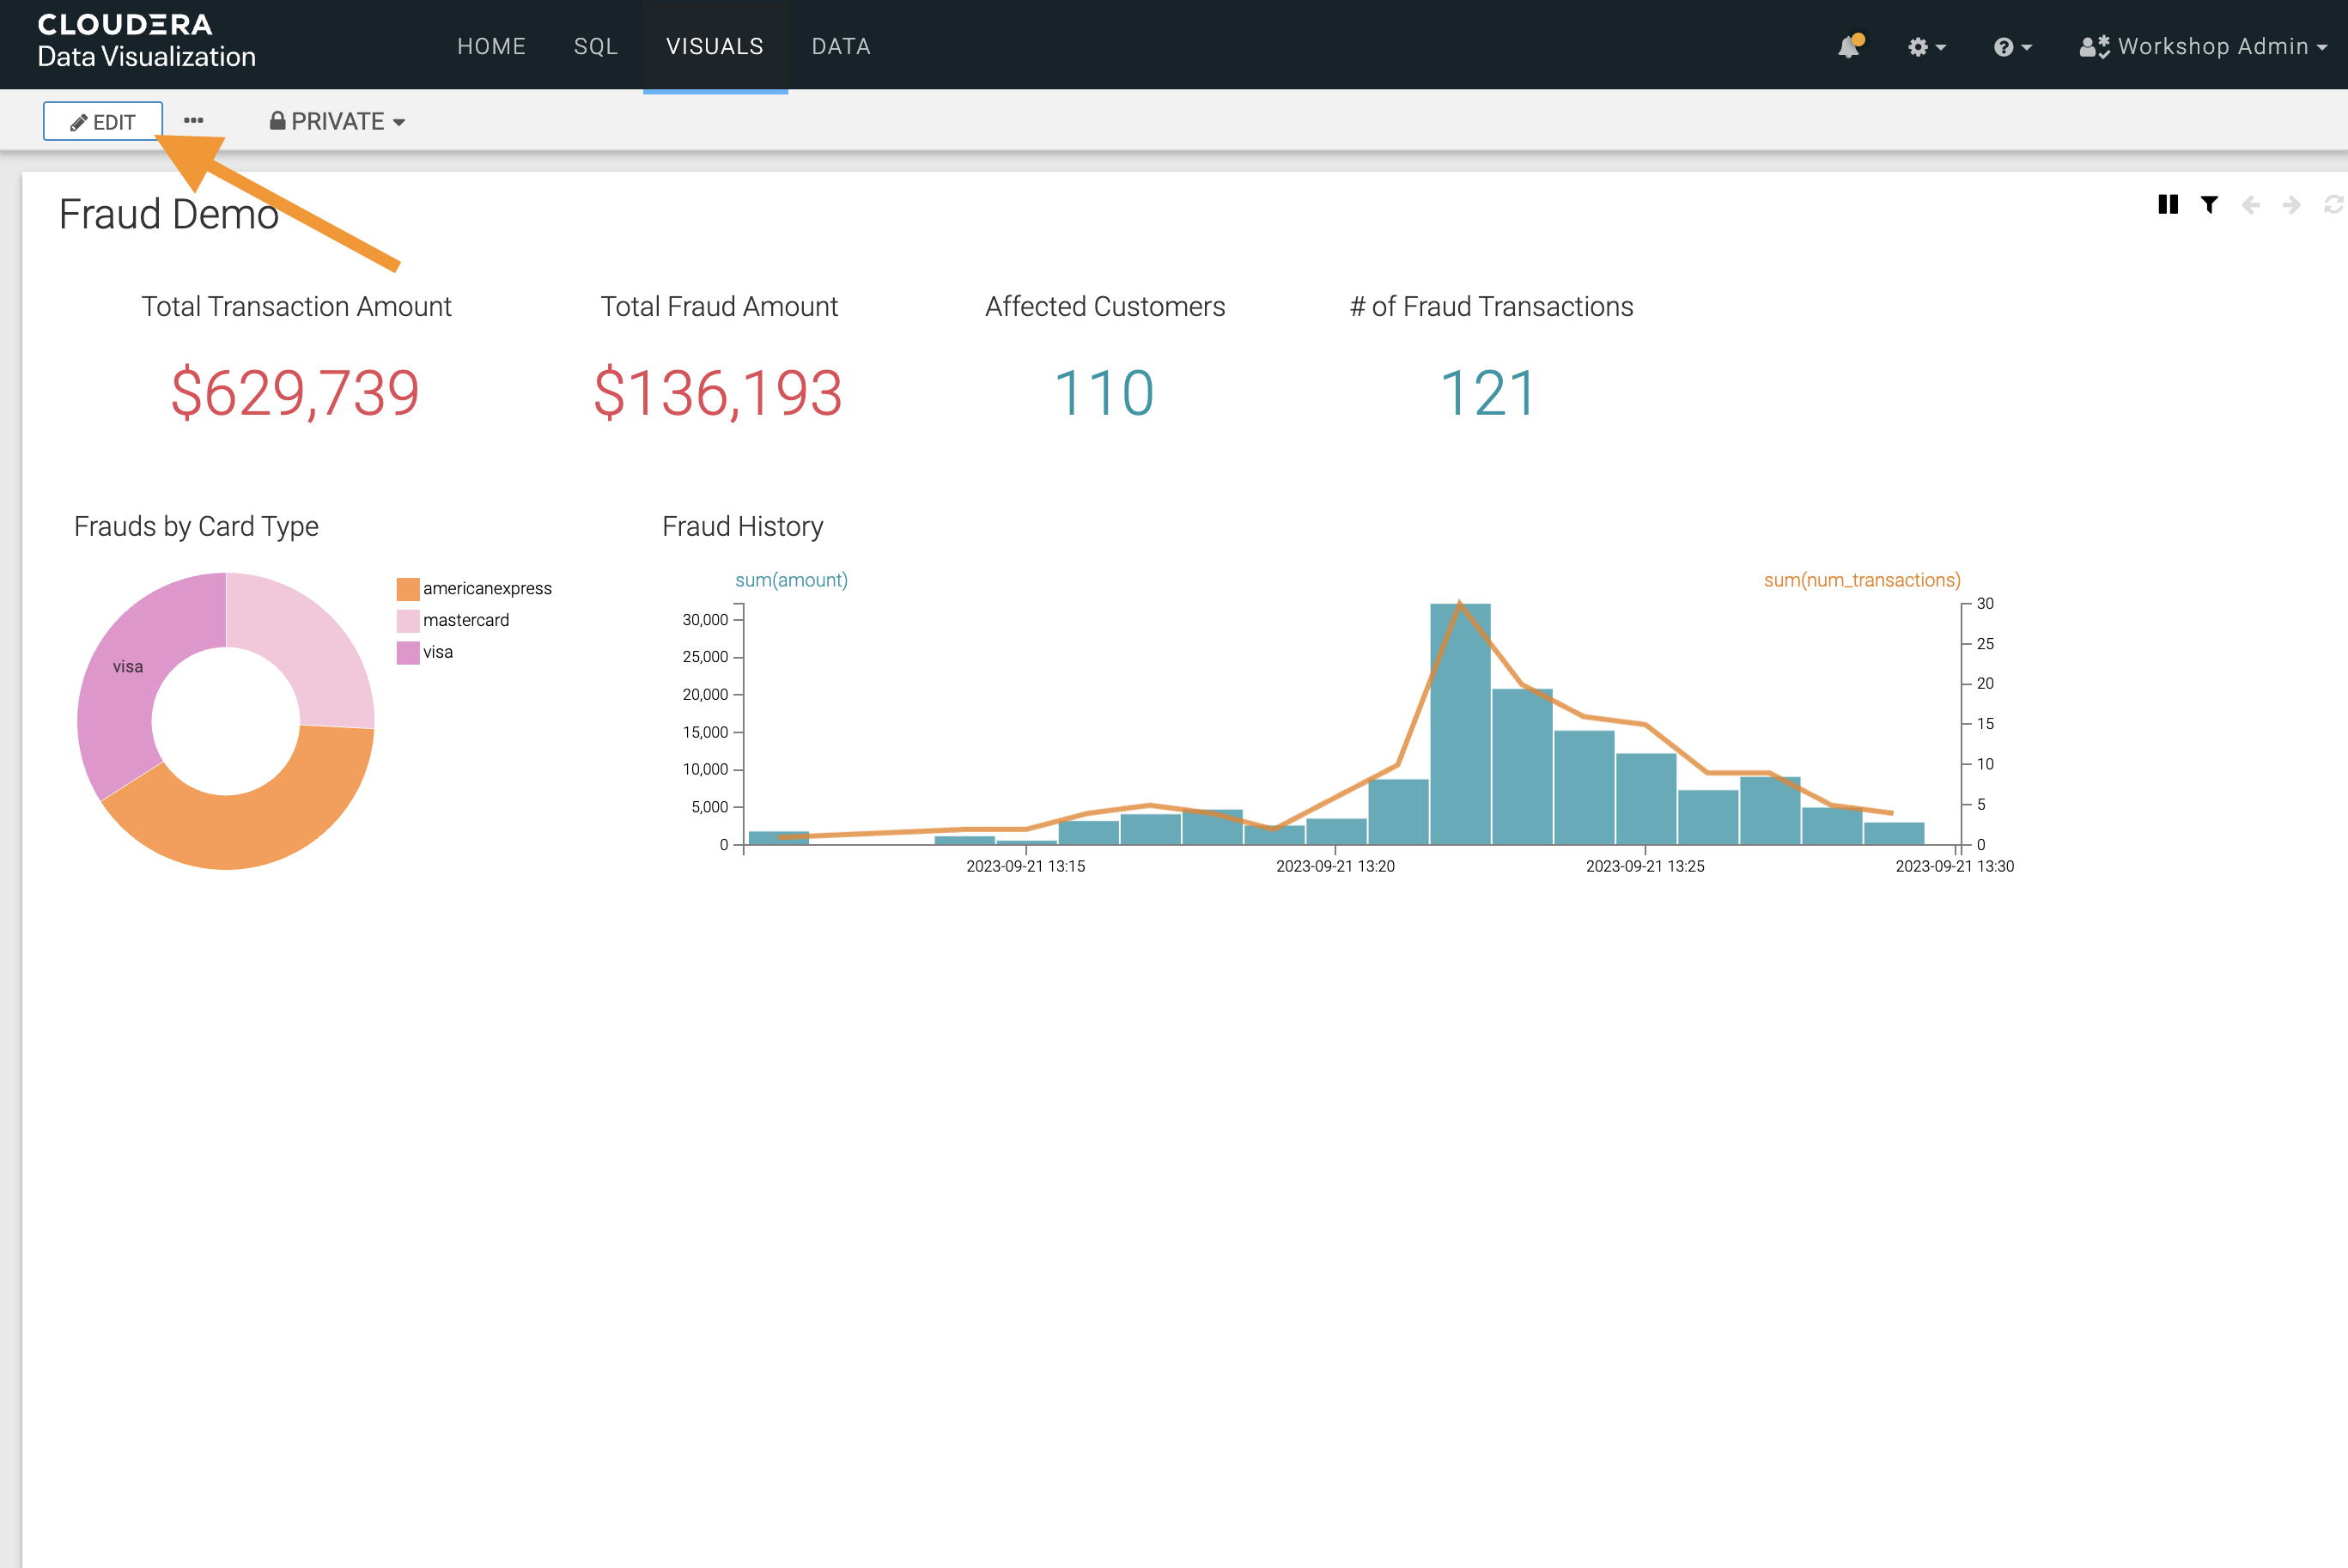 CLOUDERA
Data Visualization
HOME SQL VISUALS DATA
Workshop Admin
EDIT
PRIVATE
Fraud Demo
Total Transaction Amount
$629,739
Total Fraud Amount
$136,193
Affected Customers
110
# of Fraud Transactions
121
Frauds by Card Type
visa
americanexpress
mastercard
visa
Fraud History
sum(amount)
sum(num_transactions)
30,000
25,000
20,000
15,000
10,000
5,000
0
30
25
20
15
10
5
0
2023-09-21 13:15
2023-09-21 13:20
2023-09-21 13:25
2023-09-21 13:30